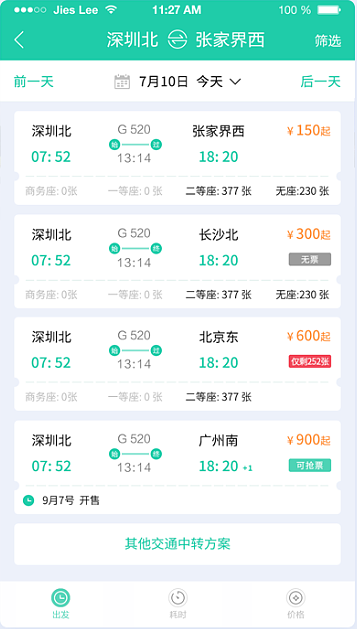 Jies Lee 11:27 AM 100 %
深圳北 张家界西 筛选
前一天 7月10日 今天 后一天
深圳北 G 520 张家界西 ¥150起
07: 52 始 过 18: 20
13:14
商务座: 0张 一等座: 0张 二等座: 377 张 无座:230 张
深圳北 G 520 长沙北 ¥300起
07: 52 始 终 18: 20 无票
13:14
商务座: 0张 一等座: 0张 二等座: 377 张 无座:230 张
深圳北 G 520 北京东 ¥600起
07: 52 始 过 18: 20 仅剩252张
13:14
商务座: 0张 一等座: 0张 二等座: 377 张
深圳北 G 520 广州南 ¥900起
07: 52 始 终 18: 20 +1 可抢票
13:14
9月7号 开售
其他交通中转方案
出发 耗时 价格